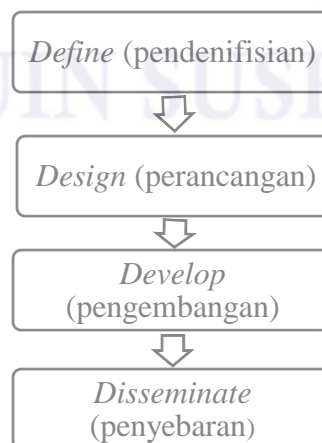 Define (pendenifisian)
Design (perancangan)
Develop
(pengembangan)
Disseminate
(penyebaran)